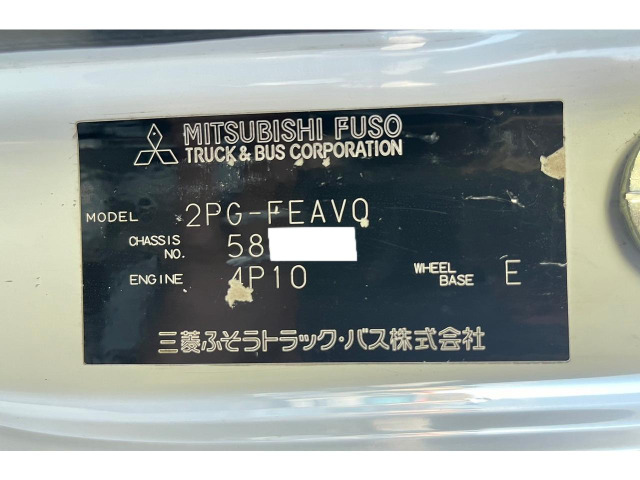 MITSUBISHI FUSO
TRUCK & BUS CORPORATION
MODEL 2PG-FEAV0
CHASSIS NO. 58
ENGINE 4P10
WHEEL BASE E
三菱ふそうトラック・バス株式会社